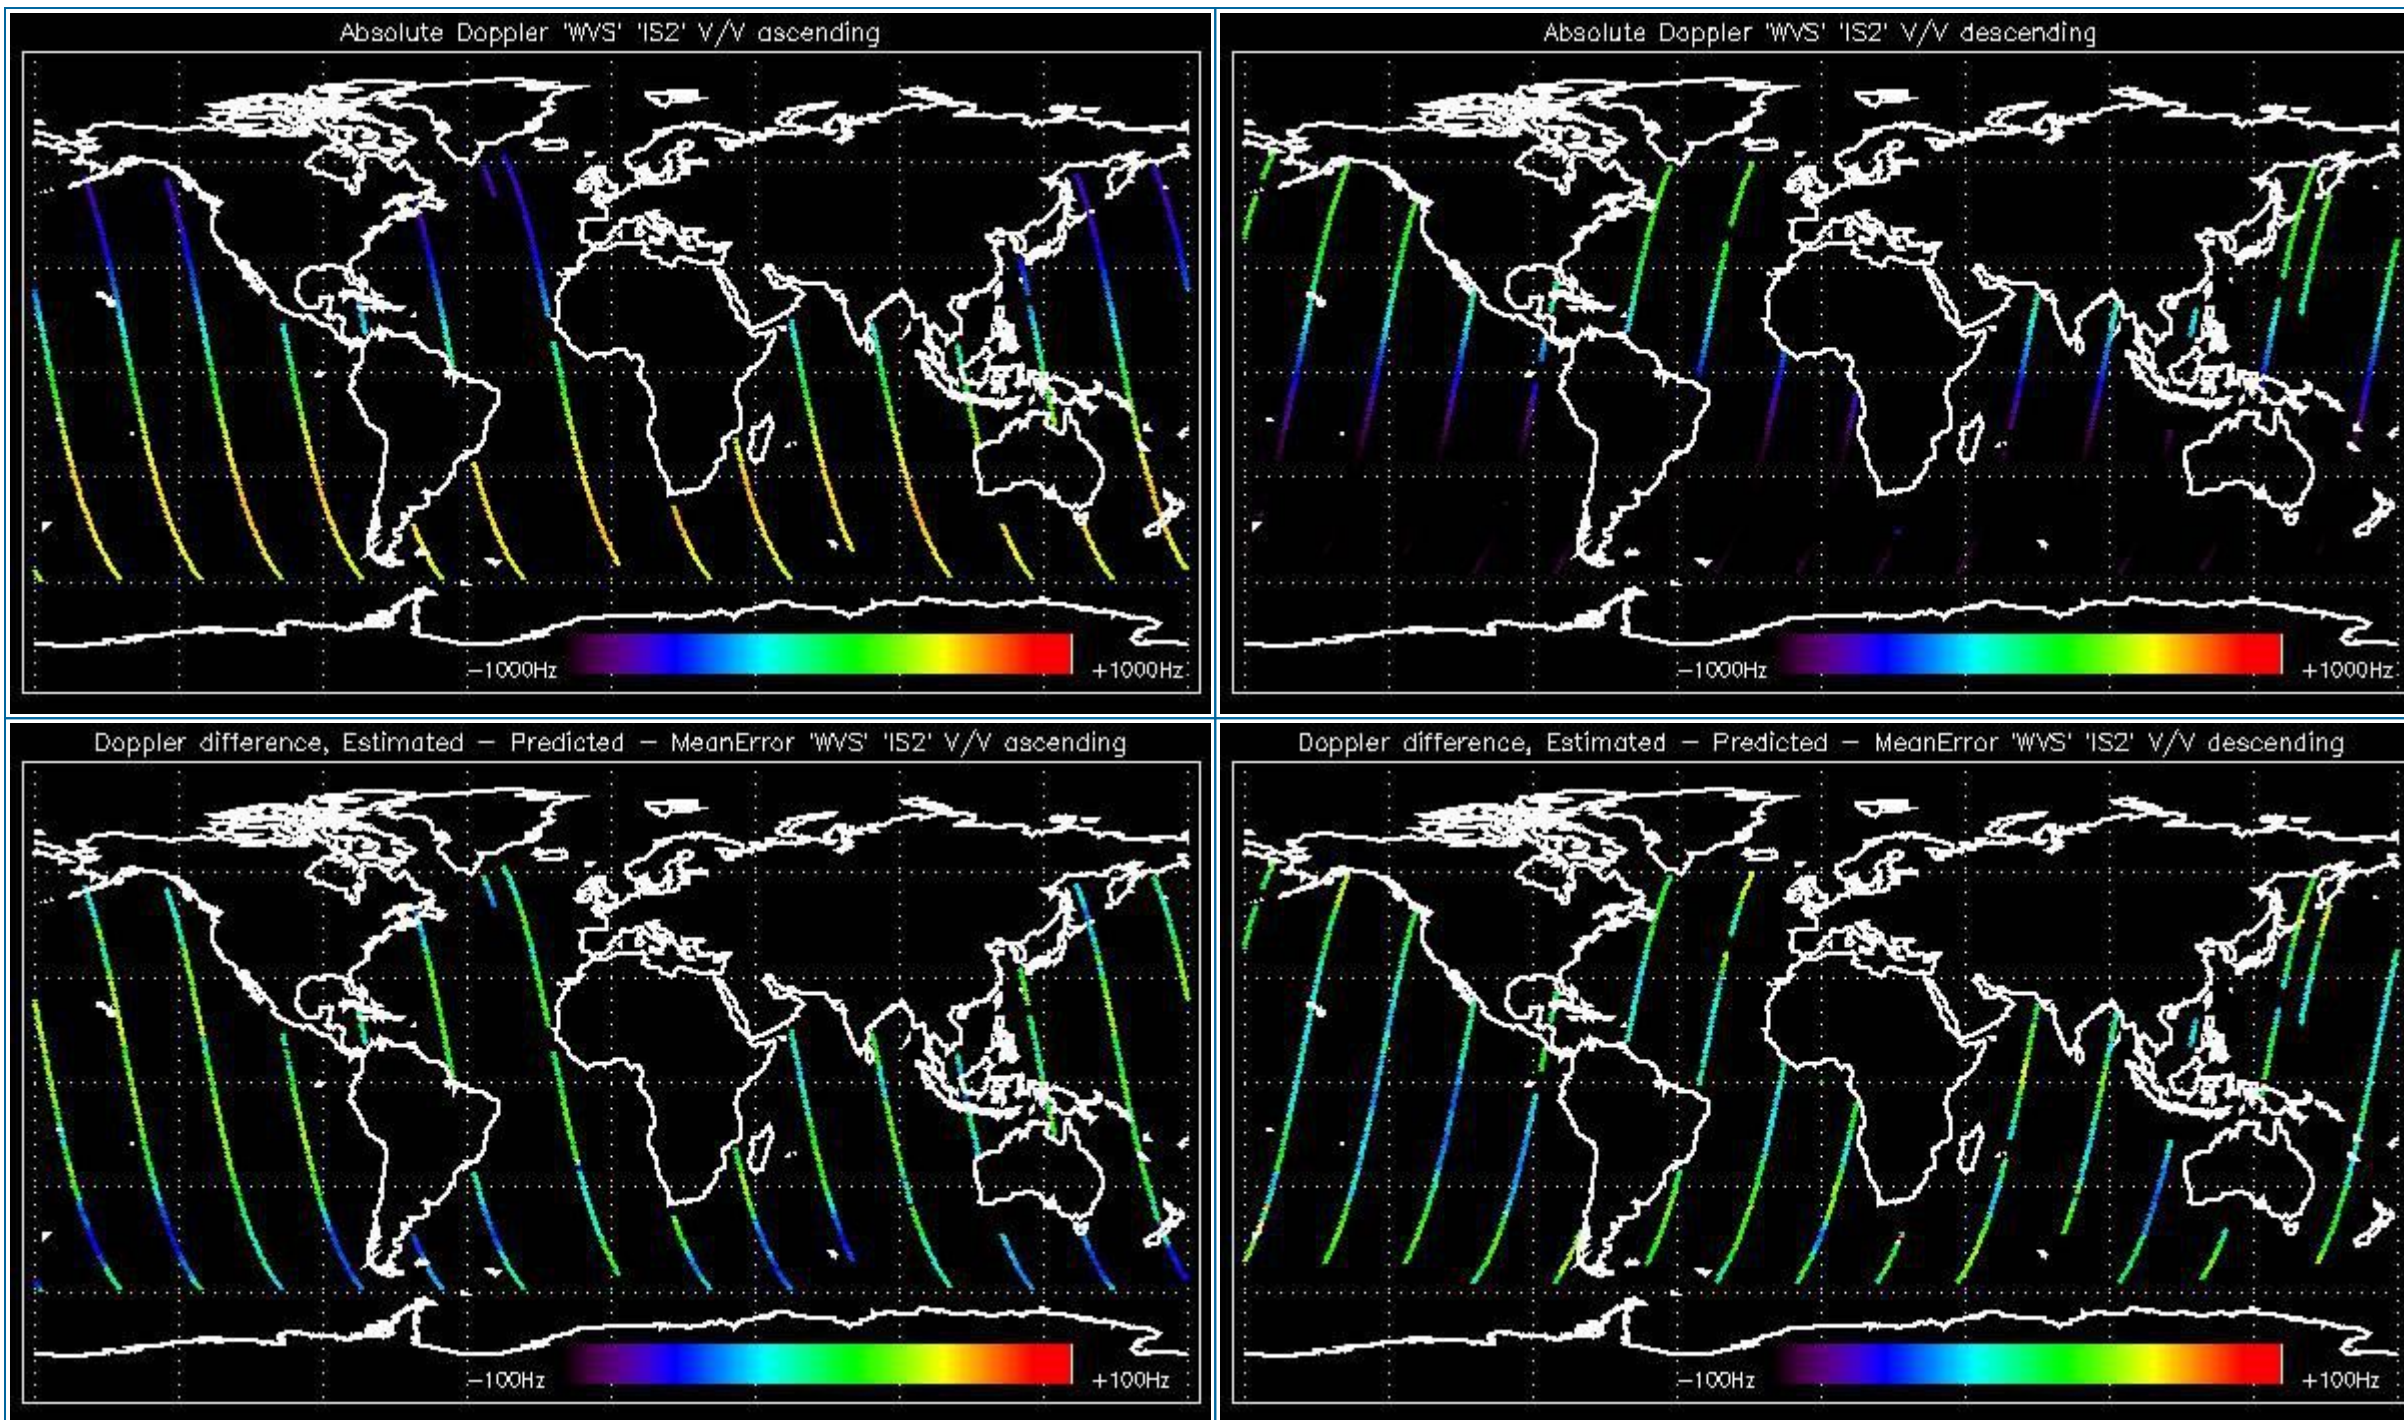 Absolute Doppler 'WVS' 'IS2' V/V ascending
−1000Hz
+1000Hz
Absolute Doppler 'WVS' 'IS2' V/V descending
−1000Hz
+1000Hz
Doppler difference, Estimated − Predicted − MeanError 'WVS' 'IS2' V/V ascending
−100Hz
+100Hz
Doppler difference, Estimated − Predicted − MeanError 'WVS' 'IS2' V/V descending
−100Hz
+100Hz